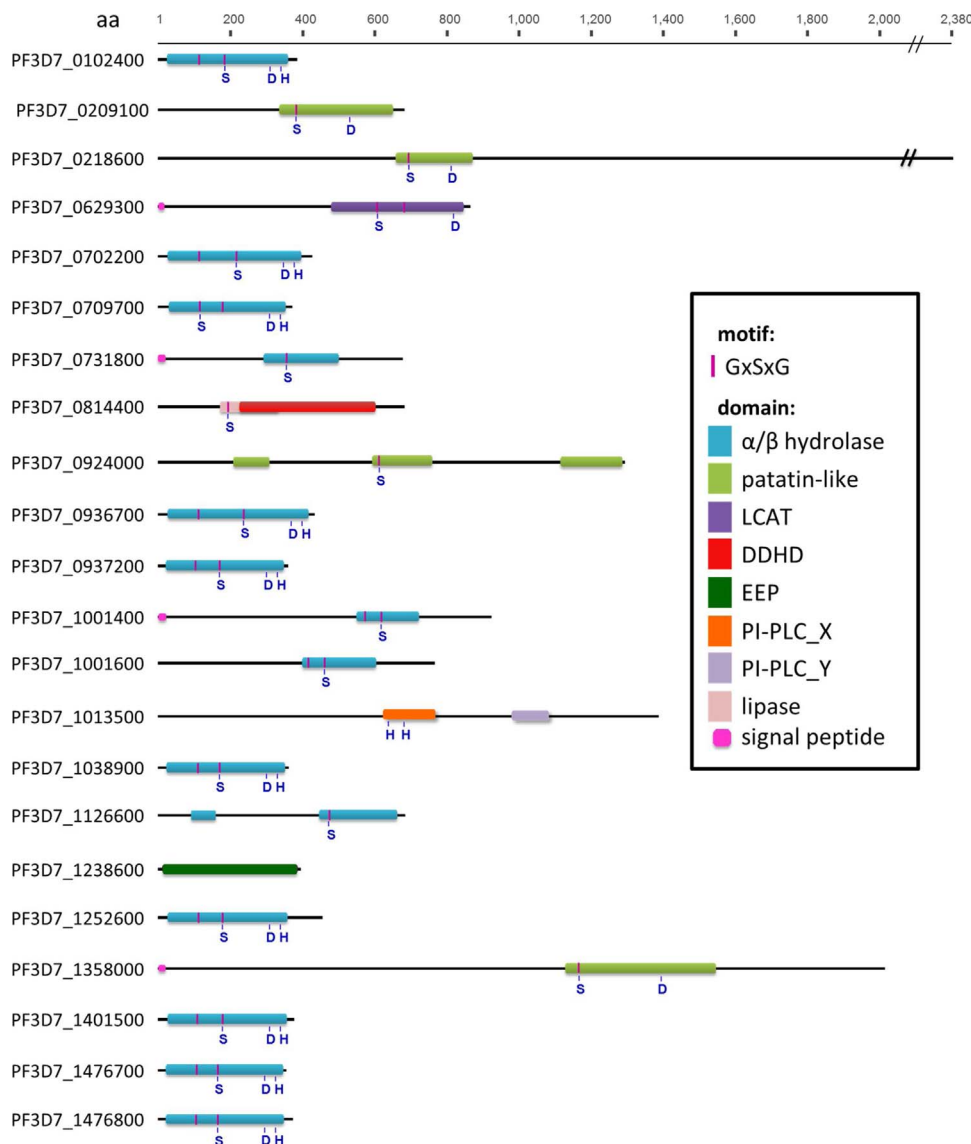 aa 200 400 600 800 1,000 1,200 1,400 1,600 1,800 2,000 2,380
//
PF3D7_0102400
S D H
PF3D7_0209100
S D
PF3D7_0218600 //
S D
PF3D7_0629300
S D
PF3D7_0702200
S D H
PF3D7_0709700
S D H
PF3D7_0731800
S
PF3D7_0814400
S
PF3D7_0924000
S
PF3D7_0936700
S D H
PF3D7_0937200
S D H
PF3D7_1001400
S
PF3D7_1001600
S
PF3D7_1013500
H H
PF3D7_1038900
S D H
PF3D7_1126600
S
PF3D7_1238600
PF3D7_1252600
S D H
PF3D7_1358000
S D
PF3D7_1401500
S D H
PF3D7_1476700
S D H
PF3D7_1476800
S D H
motif:
GxSxG
domain:
α/β hydrolase
patatin-like
LCAT
DDHD
EEP
PI-PLC_X
PI-PLC_Y
lipase
signal peptide